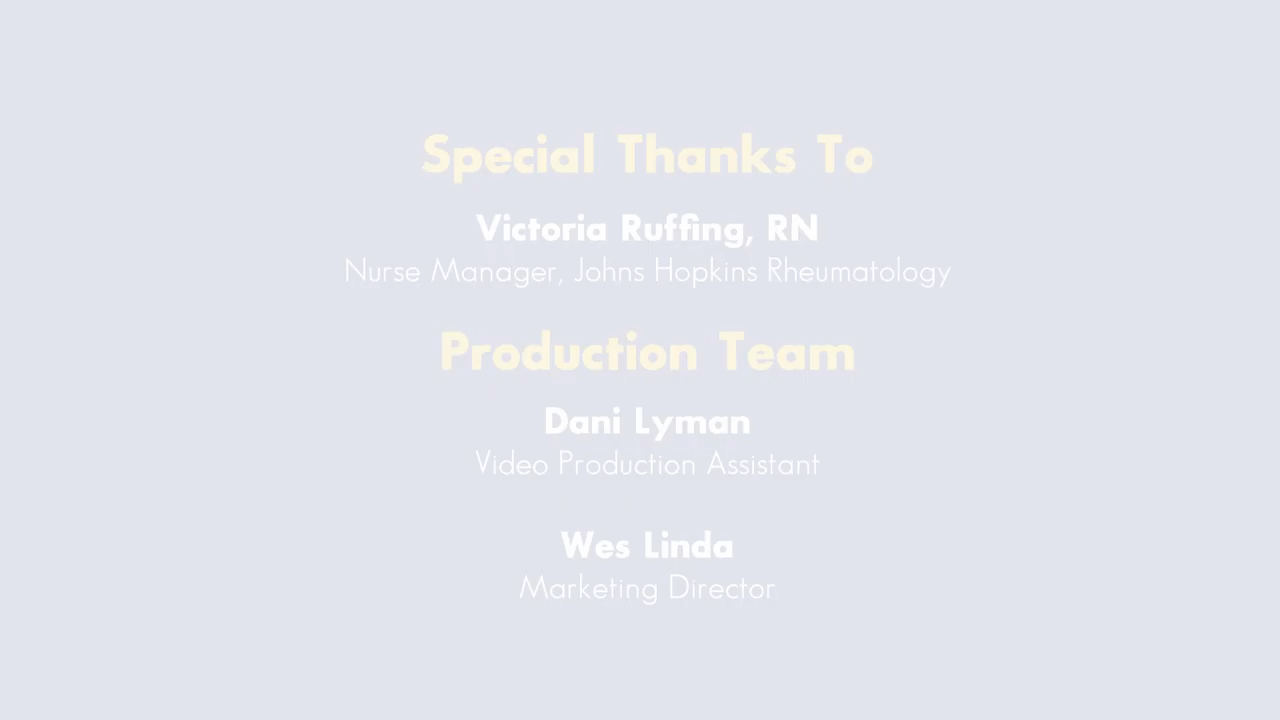 Special Thanks To
Victoria Ruffing, RN
Nurse Manager, Johns Hopkins Rheumatology
Production Team
Dani Lyman
Video Production Assistant
Wes Linda
Marketing Director